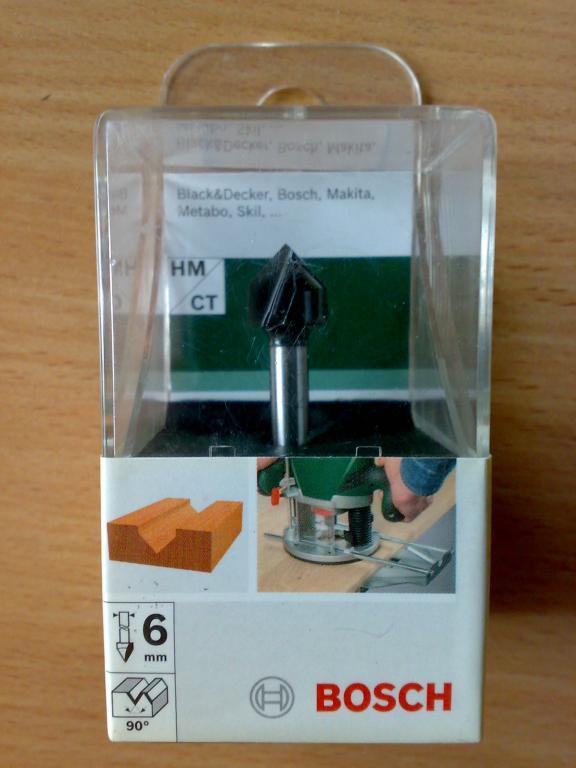 Black&Decker, Bosch, Makita,
Metabo, Skil, ...
HM
CT
6
mm
90°
BOSCH